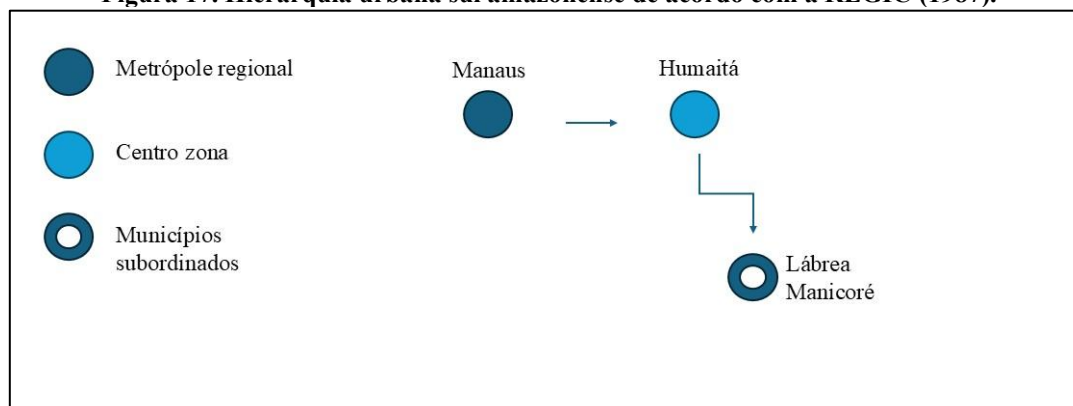 Figura 17. Hierarquia urbana sul amazonense de acordo com a REGIC (1987).
Metrópole regional
Centro zona
Municípios
subordinados
Manaus
Humaitá
Lábrea
Manicoré